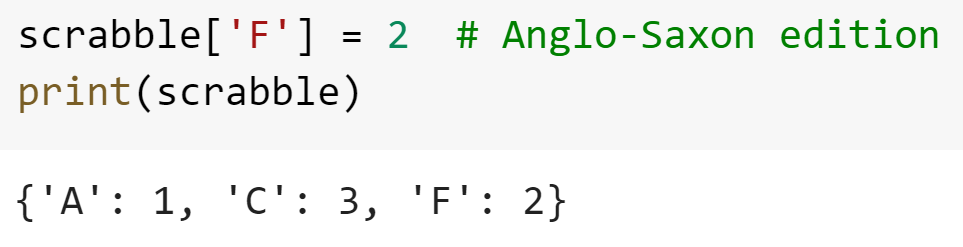 scrabble['F'] = 2  # Anglo-Saxon edition
print(scrabble)
{'A': 1, 'C': 3, 'F': 2}